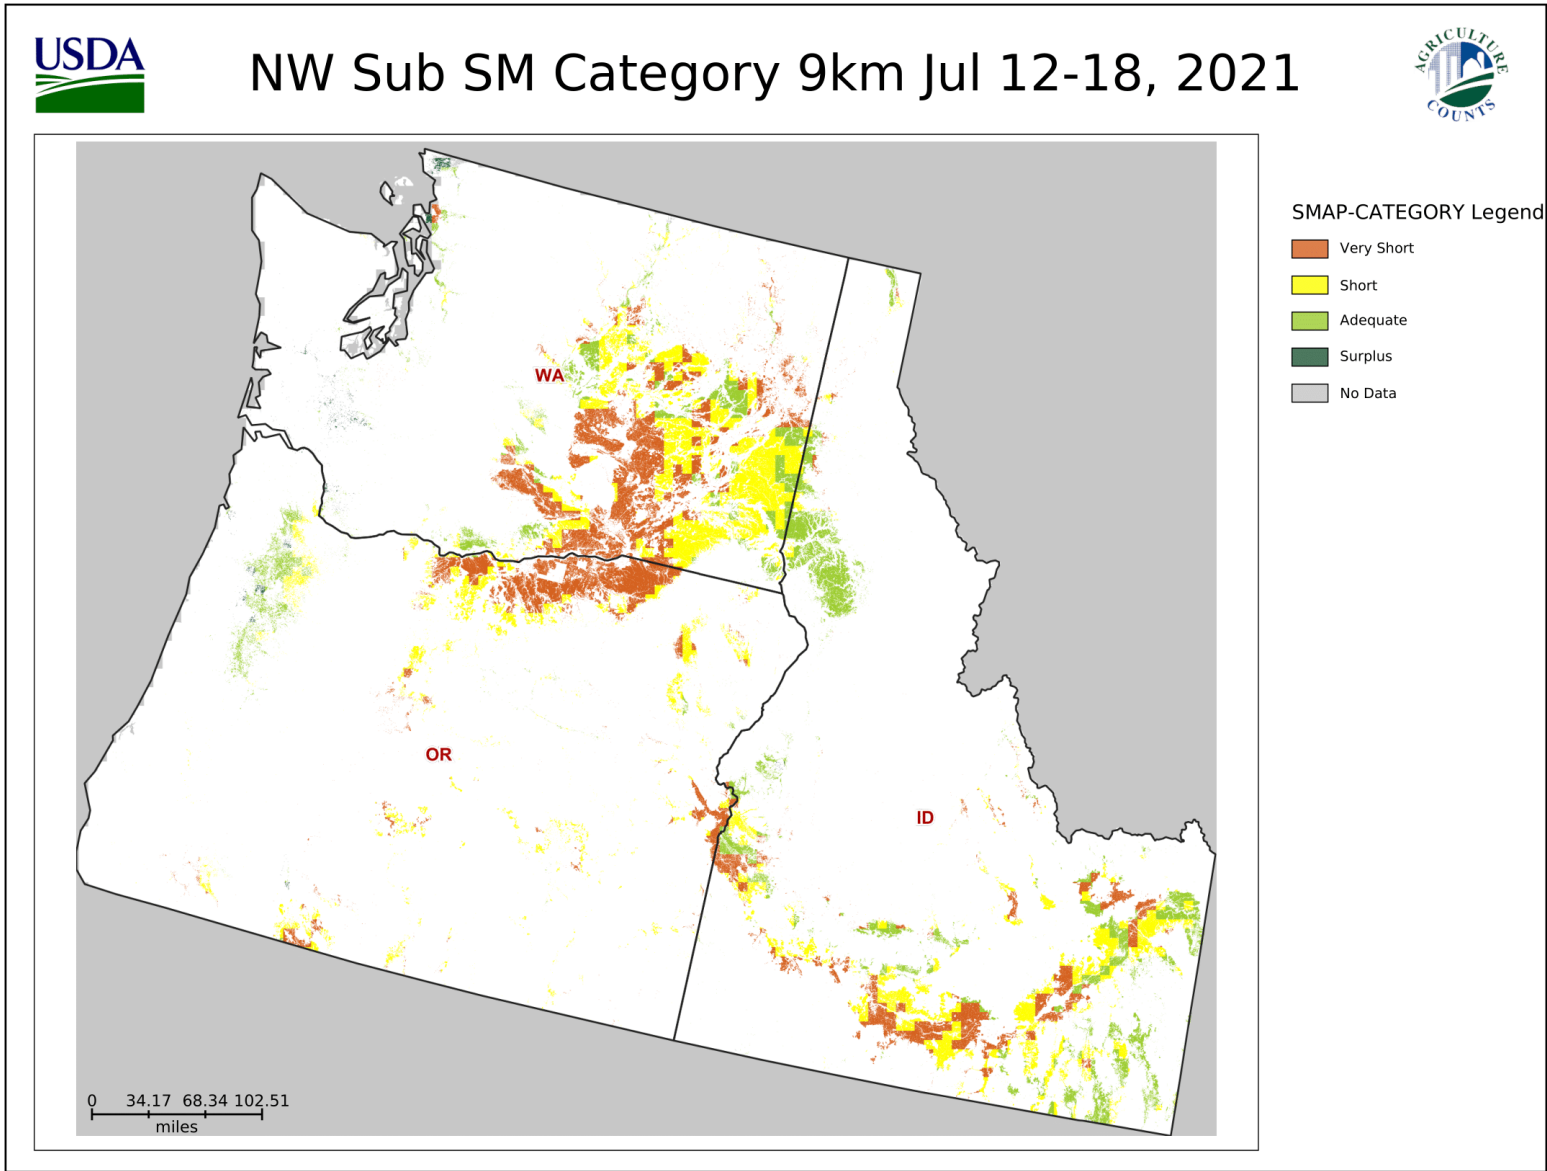 USDA
NW Sub SM Category 9km Jul 12-18, 2021
AGRICULTURE
COUNTS
SMAP-CATEGORY Legend
Very Short
Short
Adequate
Surplus
No Data
WA
OR
ID
0 34.17 68.34 102.51
miles